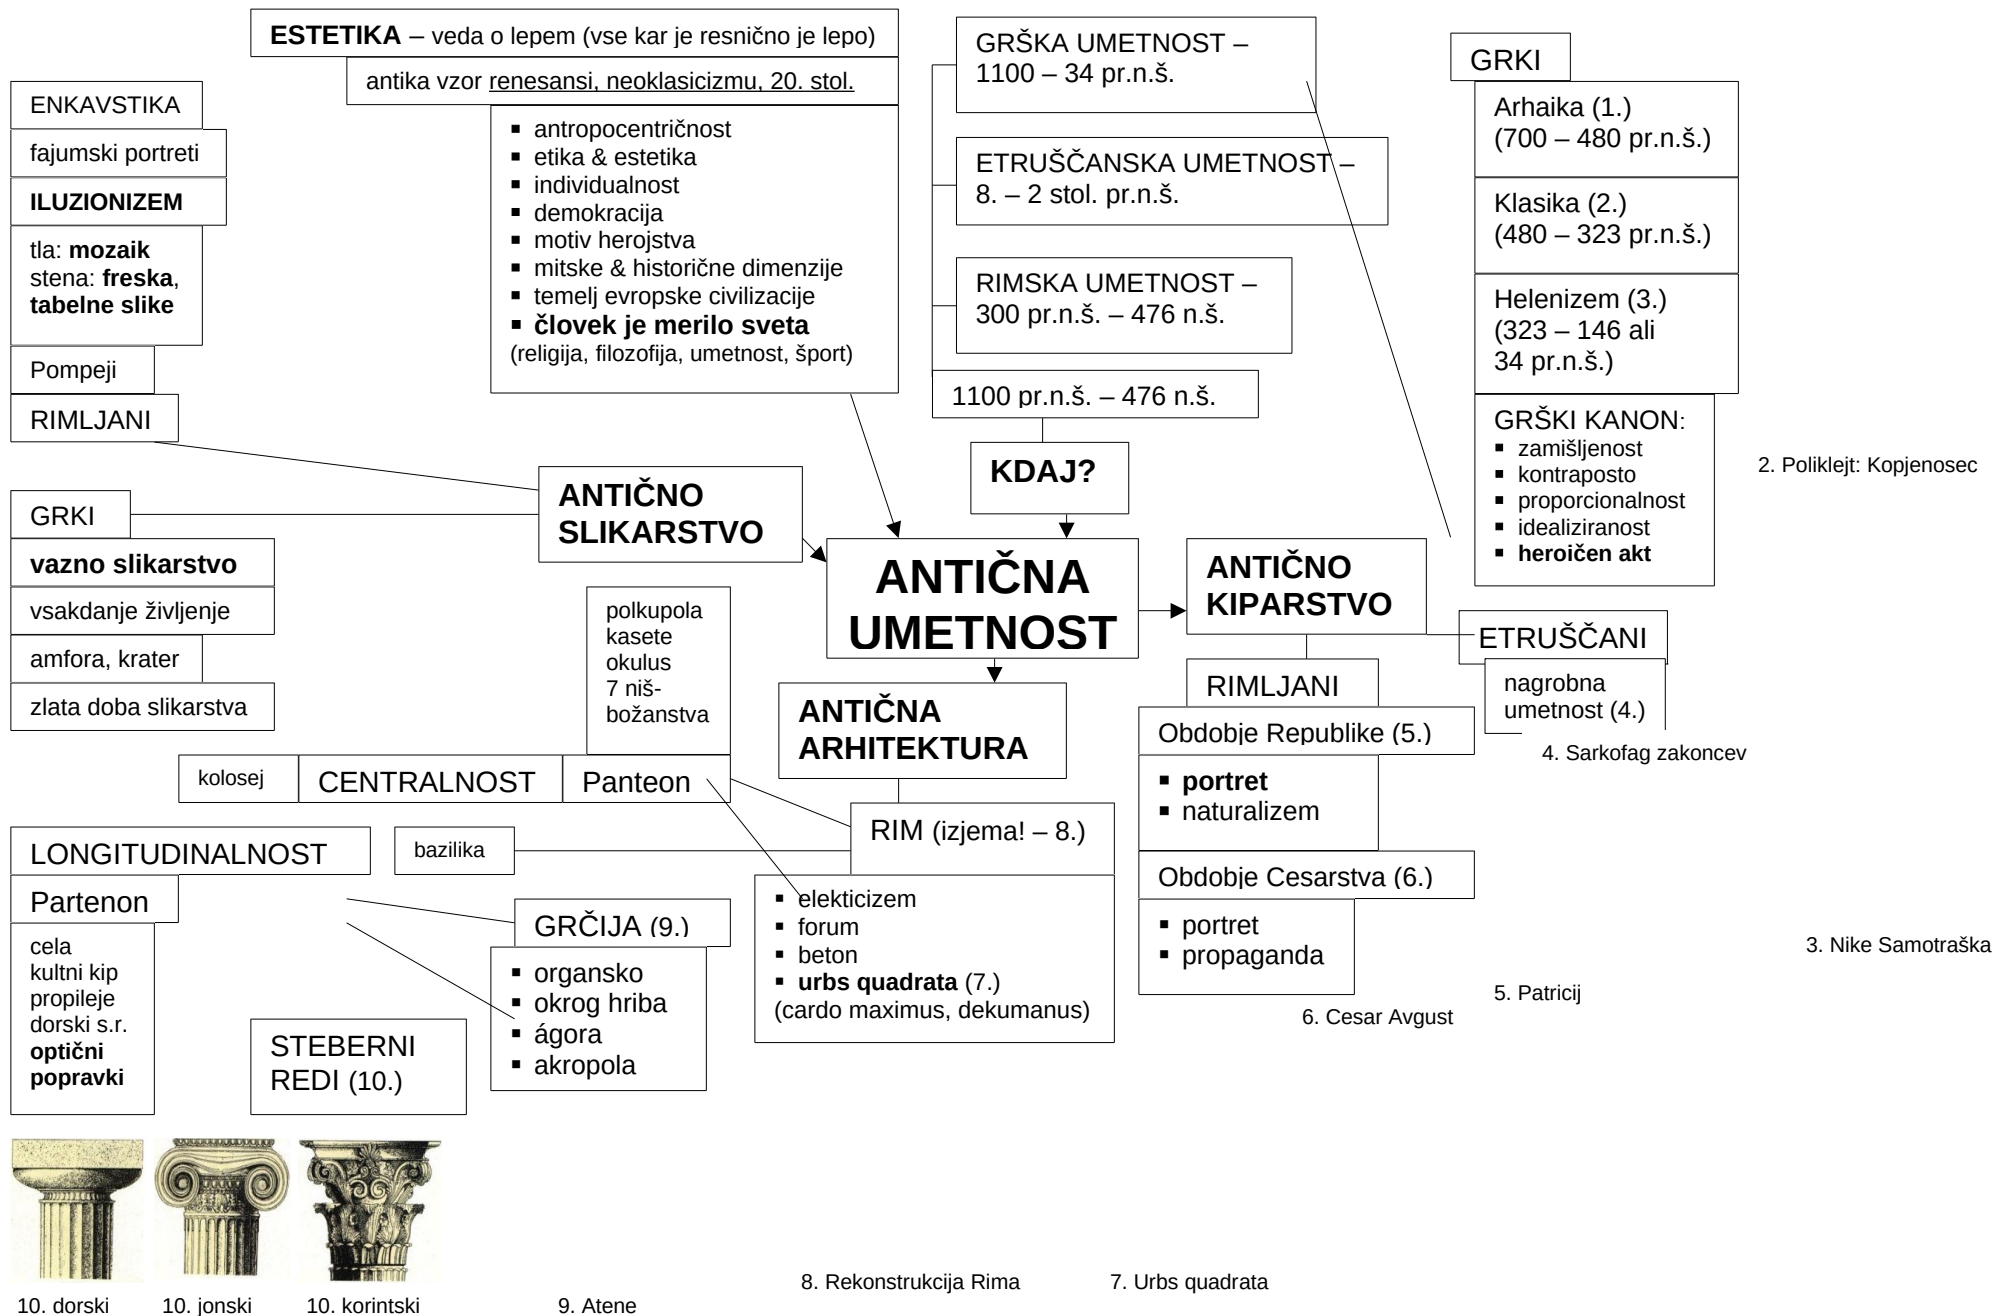 ESTETIKA – veda o lepem (vse kar je resnično je lepo)
antika vzor renesansi, neoklasicizmu, 20. stol.
▪ antropocentričnost
▪ etika & estetika
▪ individualnost
▪ demokracija
▪ motiv herojstva
▪ mitske & historične dimenzije
▪ temelj evropske civilizacije
▪ človek je merilo sveta
(religija, filozofija, umetnost, šport)
ENKAVSTIKA
fajumski portreti
ILUZIONIZEM
tla: mozaik
stena: freska,
tabelne slike
Pompeji
RIMLJANI
GRŠKA UMETNOST –
1100 – 34 pr.n.š.
ETRUŠČANSKA UMETNOST –
8. – 2 stol. pr.n.š.
RIMSKA UMETNOST –
300 pr.n.š. – 476 n.š.
1100 pr.n.š. – 476 n.š.
KDAJ?
GRKI
Arhaika (1.)
(700 – 480 pr.n.š.)
Klasika (2.)
(480 – 323 pr.n.š.)
Helenizem (3.)
(323 – 146 ali
34 pr.n.š.)
GRŠKI KANON:
▪ zamišljenost
▪ kontraposto
▪ proporcionalnost
▪ idealiziranost
▪ heroičen akt
2. Poliklejt: Kopjenosec
ANTIČNO
SLIKARSTVO
GRKI
vazno slikarstvo
vsakdanje življenje
amfora, krater
zlata doba slikarstva
ANTIČNA
UMETNOST
ANTIČNO
KIPARSTVO
ETRUŠČANI
nagrobna
umetnost (4.)
4. Sarkofag zakoncev
RIMLJANI
Obdobje Republike (5.)
▪ portret
▪ naturalizem
Obdobje Cesarstva (6.)
▪ portret
▪ propaganda
3. Nike Samotraška
5. Patricij
6. Cesar Avgust
polkupola
kasete
okulus
7 niš-
božanstva
kolosej
CENTRALNOST
Panteon
ANTIČNA
ARHITEKTURA
RIM (izjema! – 8.)
▪ elekticizem
▪ forum
▪ beton
▪ urbs quadrata (7.)
(cardo maximus, dekumanus)
LONGITUDINALNOST
bazilika
Partenon
cela
kultni kip
propileje
dorski s.r.
optični
popravki
GRČIJA (9.)
▪ organsko
▪ okrog hriba
▪ ágora
▪ akropola
STEBERNI
REDI (10.)
8. Rekonstrukcija Rima
7. Urbs quadrata
10. dorski
10. jonski
10. korintski
9. Atene